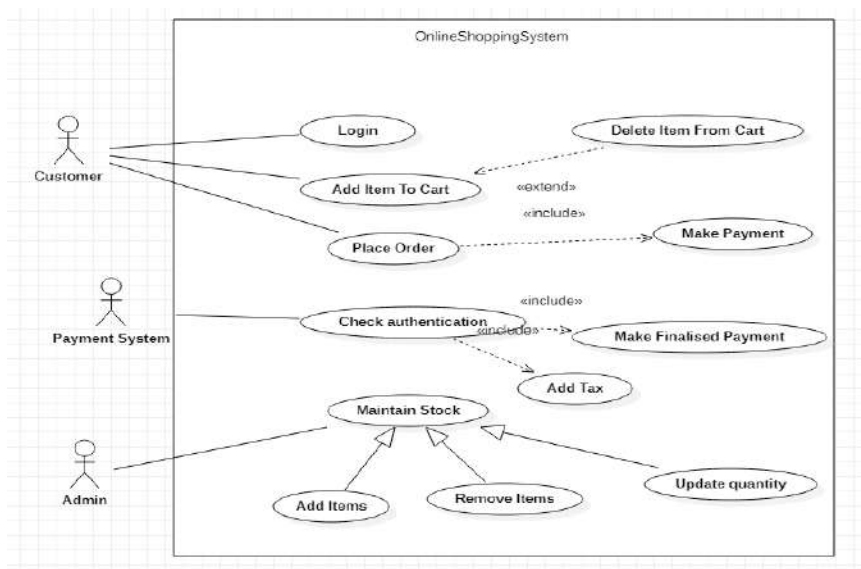 OnlineShoppingSystem
Login
Delete Item From Cart
Customer
Add Item To Cart
«extend»
«include»
Place Order
Make Payment
Payment System
Check authentication
«include»
«include»
Make Finalised Payment
Add Tax
Maintain Stock
Admin
Add Items
Remove Items
Update quantity